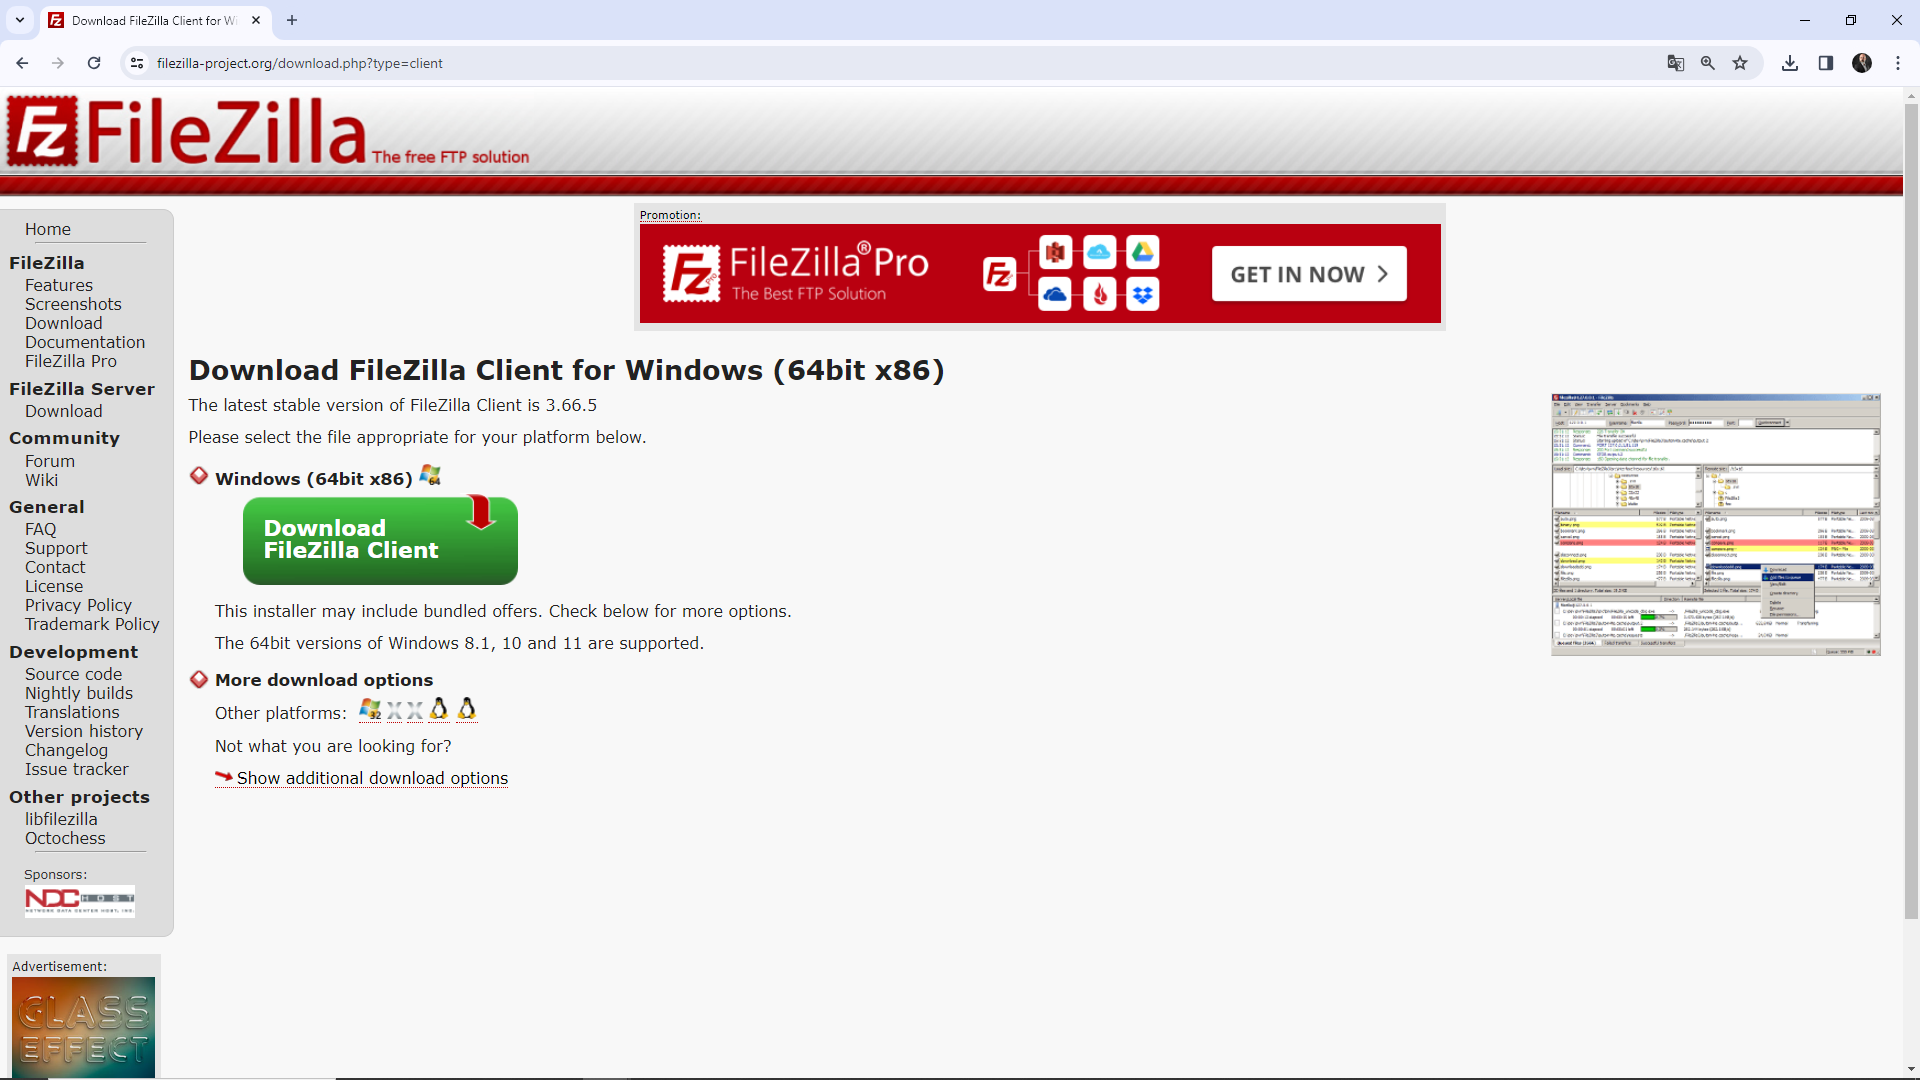 Download FileZilla Client for Wi
filezilla-project.org/download.php?type=client
FileZilla The free FTP solution
Home
FileZilla
Features
Screenshots
Download
Documentation
FileZilla Pro
FileZilla Server
Download
Community
Forum
Wiki
General
FAQ
Support
Contact
License
Privacy Policy
Trademark Policy
Development
Source code
Nightly builds
Translations
Version history
Changelog
Issue tracker
Other projects
libfilezilla
Octochess
Sponsors:
NDC HOST
NETWORK DATA CENTER HOST, INC.
Advertisement:
GLASS
EFFECT
Promotion:
FileZilla® Pro
The Best FTP Solution
GET IN NOW
Download FileZilla Client for Windows (64bit x86)
The latest stable version of FileZilla Client is 3.66.5
Please select the file appropriate for your platform below.
Windows (64bit x86)
Download
FileZilla Client
This installer may include bundled offers. Check below for more options.
The 64bit versions of Windows 8.1, 10 and 11 are supported.
More download options
Other platforms:
Not what you are looking for?
Show additional download options